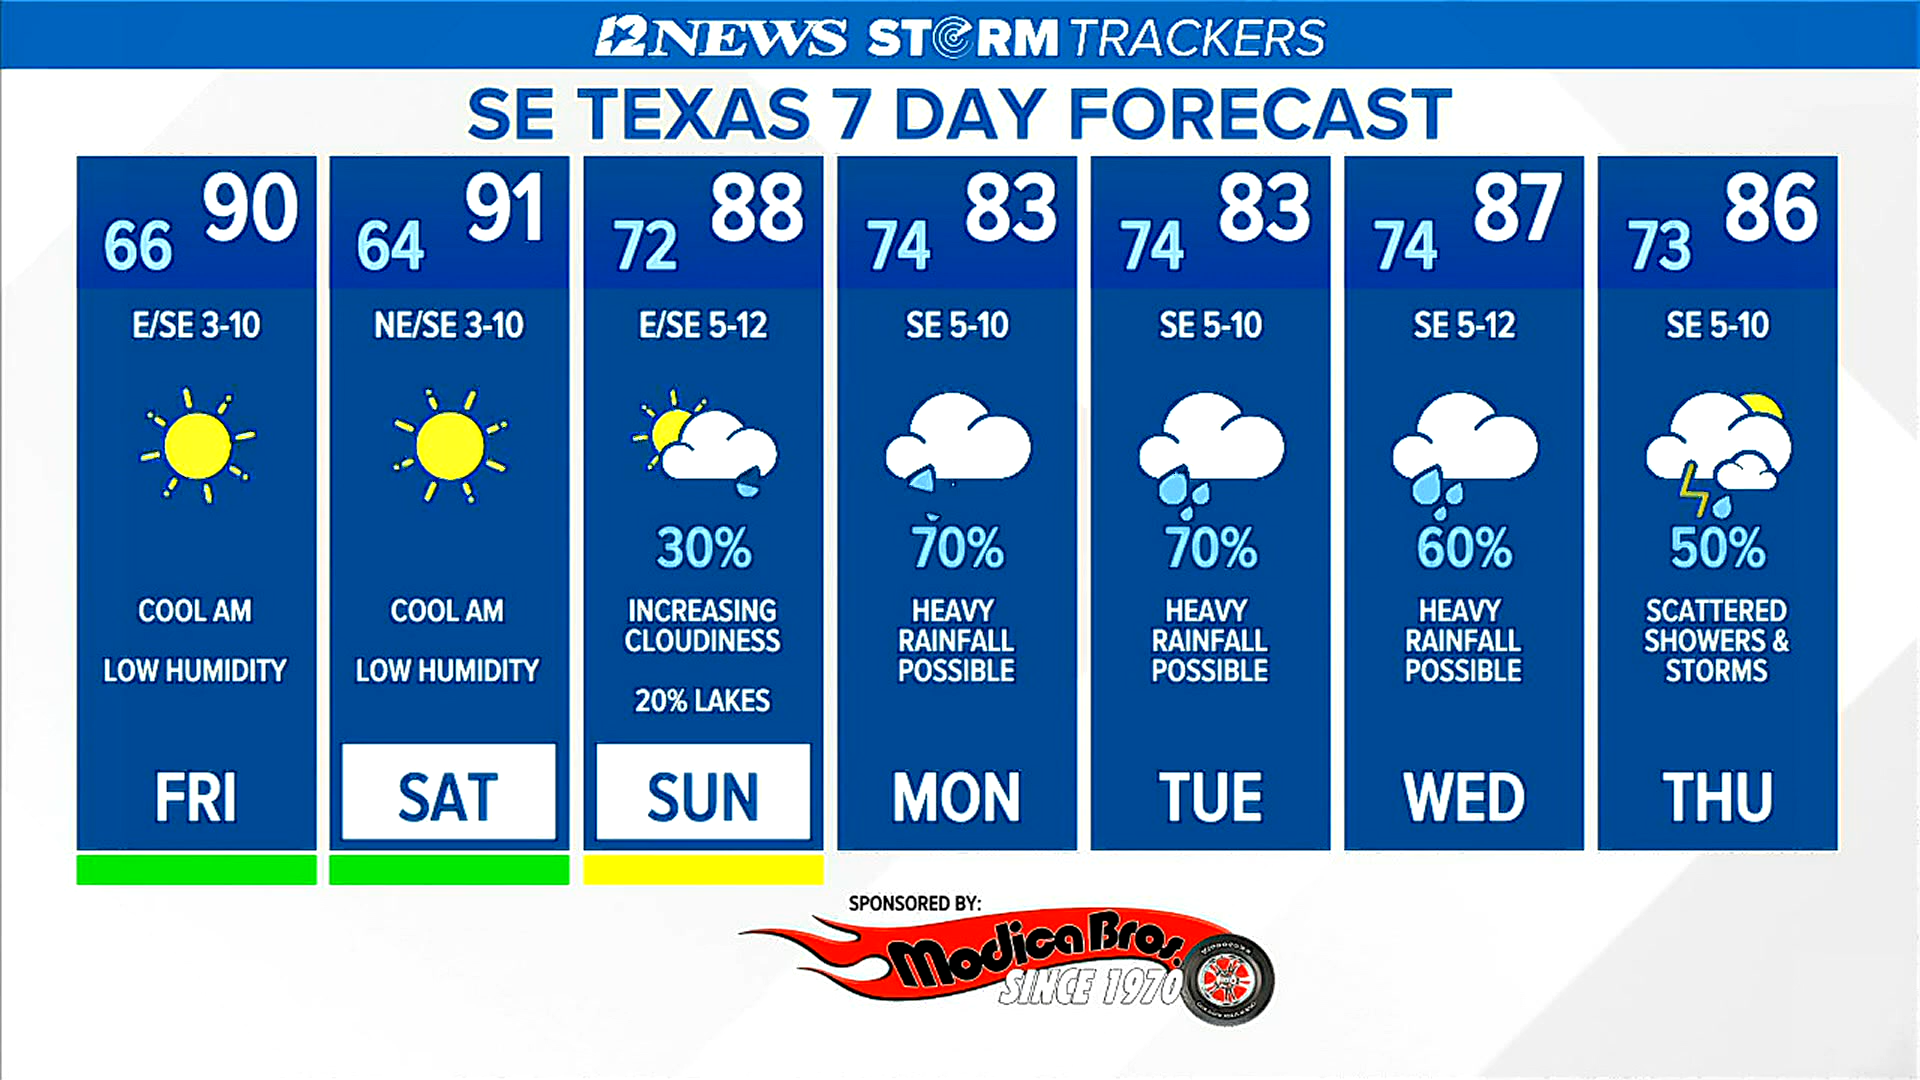 12NEWS STORM TRACKERS
SE TEXAS 7 DAY FORECAST
66 90
E/SE 3-10
COOL AM
LOW HUMIDITY
FRI
64 91
NE/SE 3-10
COOL AM
LOW HUMIDITY
SAT
72 88
E/SE 5-12
30%
INCREASING
CLOUDINESS
20% LAKES
SUN
74 83
SE 5-10
70%
HEAVY
RAINFALL
POSSIBLE
MON
74 83
SE 5-10
70%
HEAVY
RAINFALL
POSSIBLE
TUE
74 87
SE 5-12
60%
HEAVY
RAINFALL
POSSIBLE
WED
73 86
SE 5-10
50%
SCATTERED
SHOWERS &
STORMS
THU
SPONSORED BY:
Modica Bros.
SINCE 1970